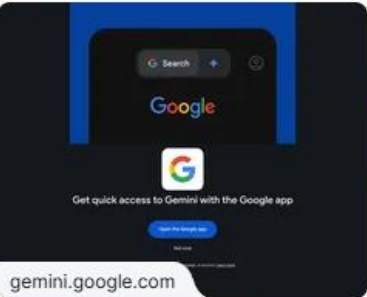 G Search
Google
G
Get quick access to Gemini with the Google app
Open the Google app
Not now
gemini.google.com